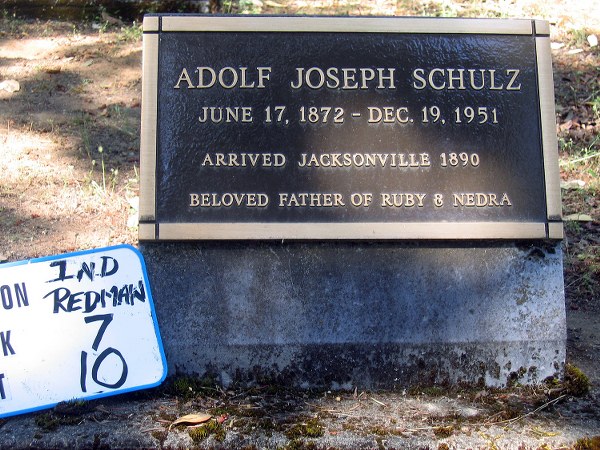 ADOLF JOSEPH SCHULZ
JUNE 17, 1872 - DEC. 19, 1951
ARRIVED JACKSONVILLE 1890
BELOVED FATHER OF RUBY & NEDRA
ON IND
REDMAN
K 7
T 10